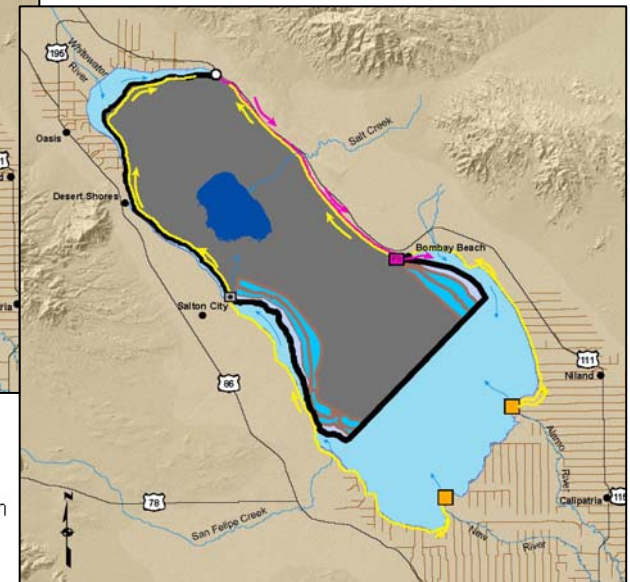 195
Whitewater
River
Oasis
Salt Creek
Desert Shores
Bombay Beach
Salton City
111
Niland
86
Alamo
River
78
Calipatria
115
San Felipe Creek
New
River
N